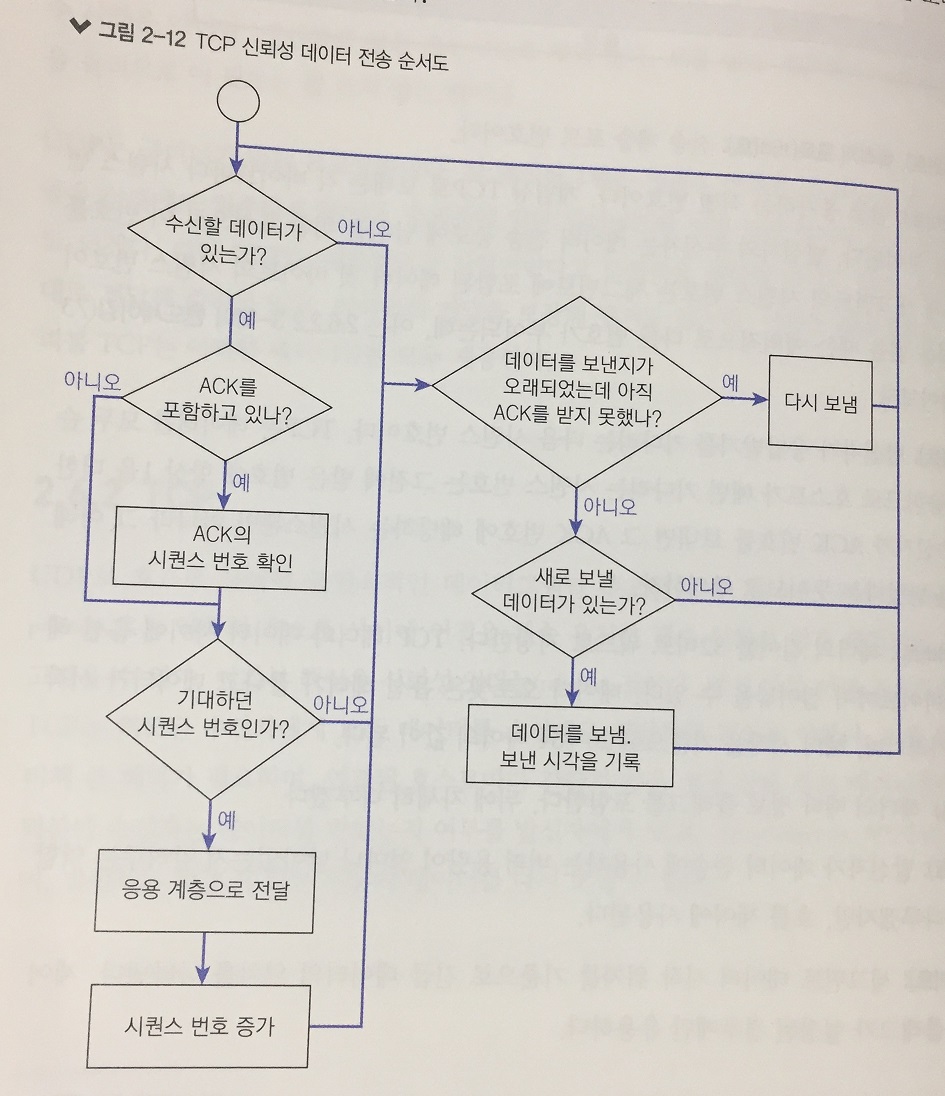 그림 2-12 TCP 신뢰성 데이터 전송 순서도
수신할 데이터가
있는가?
아니오
예
아니오
ACK를
포함하고 있나?
예
ACK의
시퀀스 번호 확인
기대하던
시퀀스 번호인가?
아니오
예
응용 계층으로 전달
시퀀스 번호 증가
데이터를 보낸지가
오래되었는데 아직
ACK를 받지 못했나?
예
다시 보냄
아니오
새로 보낼
데이터가 있는가?
아니오
예
데이터를 보냄.
보낸 시각을 기록